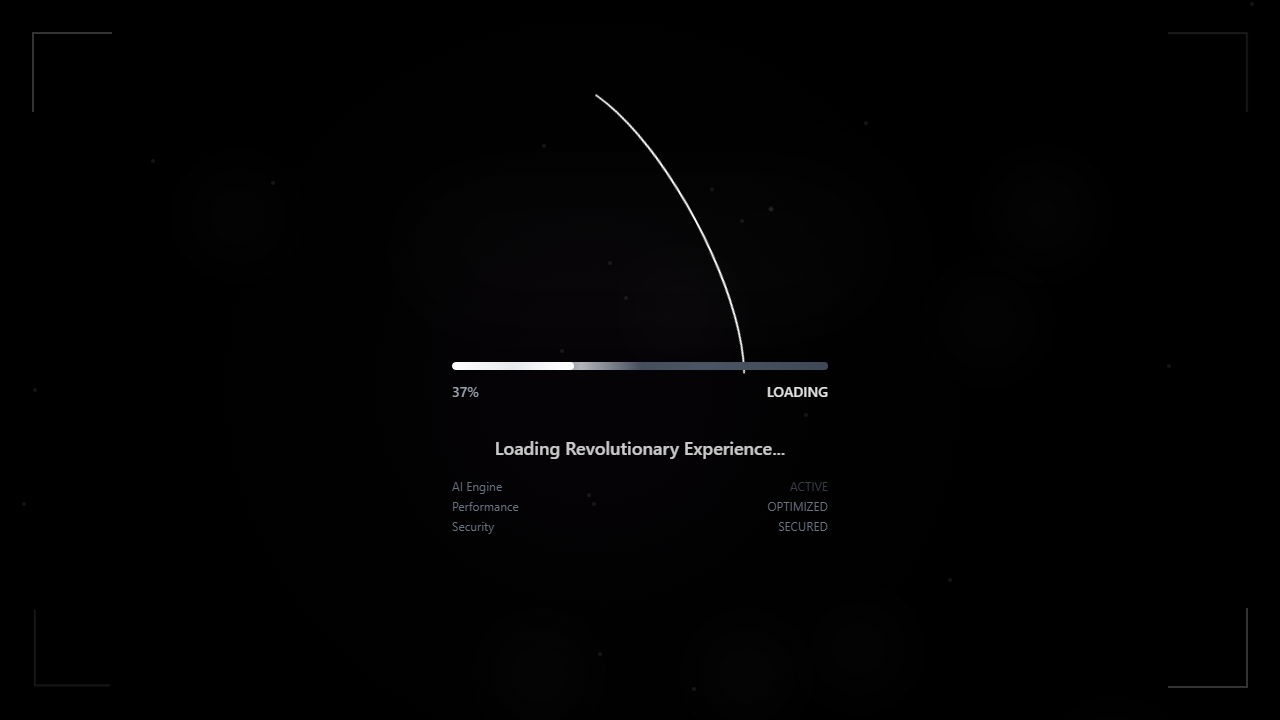 37% LOADING
Loading Revolutionary Experience...
AI Engine ACTIVE
Performance OPTIMIZED
Security SECURED